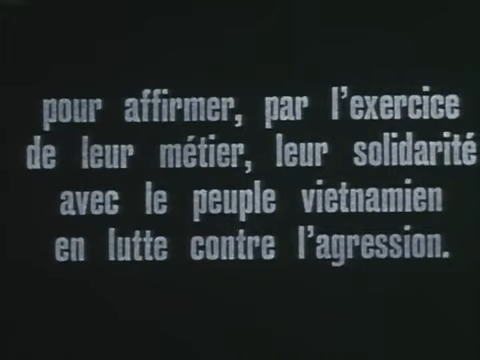 pour affirmer, par l'exercice
de leur métier, leur solidarité
avec le peuple vietnamien
en lutte contre l'agression.